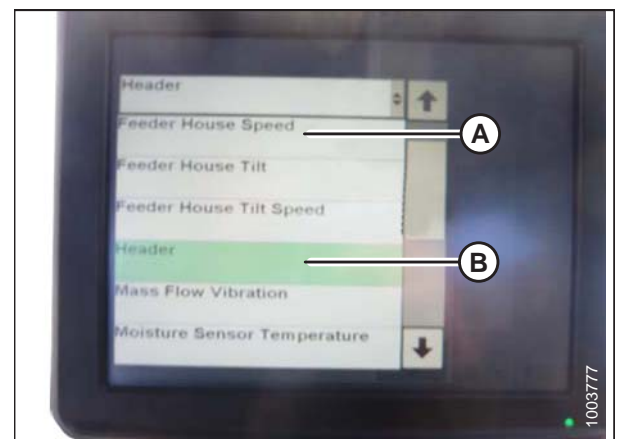 Header
Feeder House Speed
A
Feeder House Tilt
Feeder House Tilt Speed
Header
B
Mass Flow Vibration
Moisture Sensor Temperature
1003777